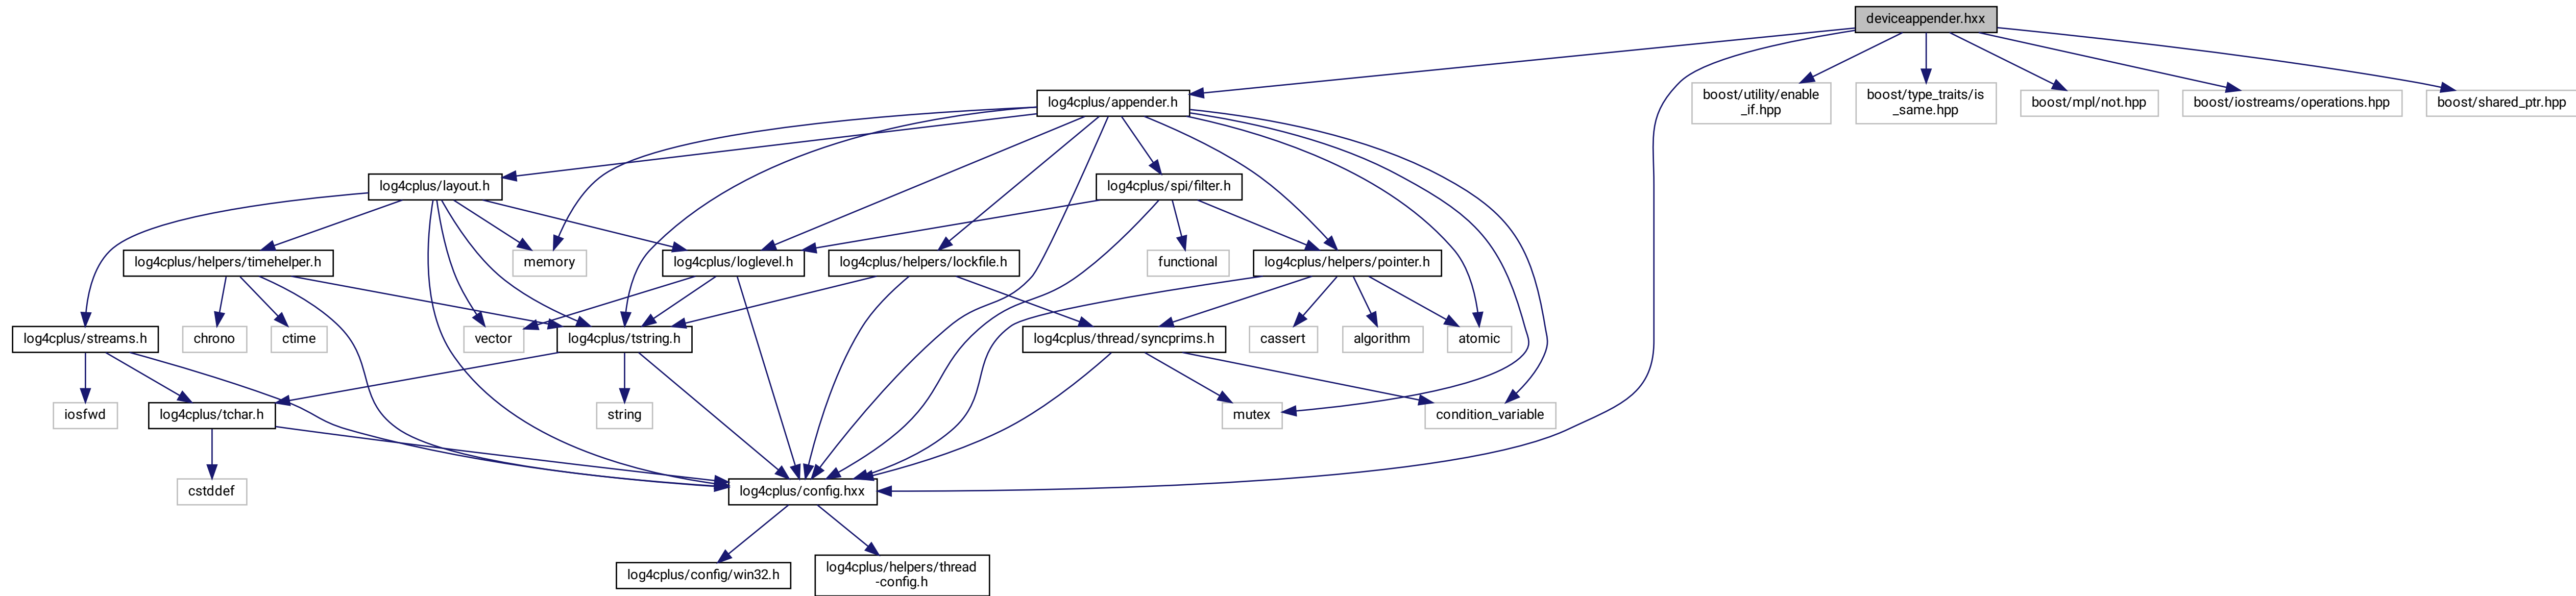 deviceappender.hxx
log4cplus/appender.h
boost/utility/enable
_if.hpp
boost/type_traits/is
_same.hpp
boost/mpl/not.hpp
boost/iostreams/operations.hpp
boost/shared_ptr.hpp
log4cplus/layout.h
log4cplus/spi/filter.h
log4cplus/helpers/timehelper.h
memory
log4cplus/loglevel.h
log4cplus/helpers/lockfile.h
functional
log4cplus/helpers/pointer.h
log4cplus/streams.h
chrono
ctime
vector
log4cplus/tstring.h
log4cplus/thread/syncprims.h
cassert
algorithm
atomic
iosfwd
log4cplus/tchar.h
string
mutex
condition_variable
cstddef
log4cplus/config.hxx
log4cplus/config/win32.h
log4cplus/helpers/thread
-config.h